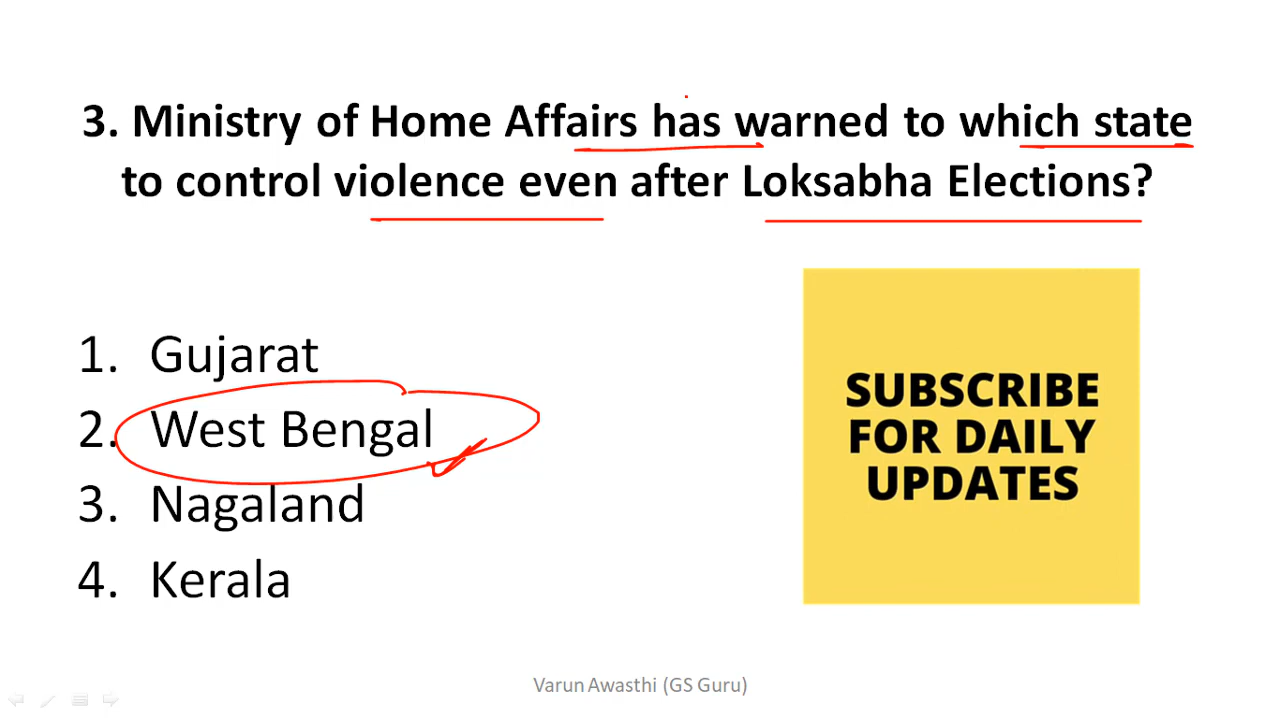 3. Ministry of Home Affairs has warned to which state
to control violence even after Loksabha Elections?
1. Gujarat
2. West Bengal
3. Nagaland
4. Kerala
SUBSCRIBE
FOR DAILY
UPDATES
Varun Awasthi (GS Guru)